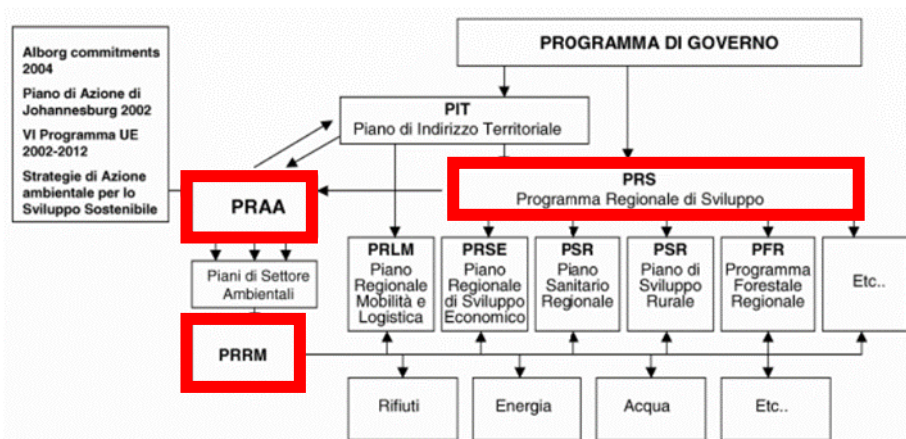 PROGRAMMA DI GOVERNO
Alborg commitments
2004
Piano di Azione di
Johannesburg 2002
VI Programma UE
2002-2012
Strategie di Azione
ambientale per lo
Sviluppo Sostenibile
PIT
Piano di Indirizzo Territoriale
PRS
Programma Regionale di Sviluppo
PRAA
Piani di Settore
Ambientali
PRRM
PRLM
Piano
Regionale
Mobilità e
Logistica
PRSE
Piano
Regionale
di Sviluppo
Economico
PSR
Piano
Sanitario
Regionale
PSR
Piano di
Sviluppo
Rurale
PFR
Programma
Forestale
Regionale
Etc..
Rifiuti
Energia
Acqua
Etc..